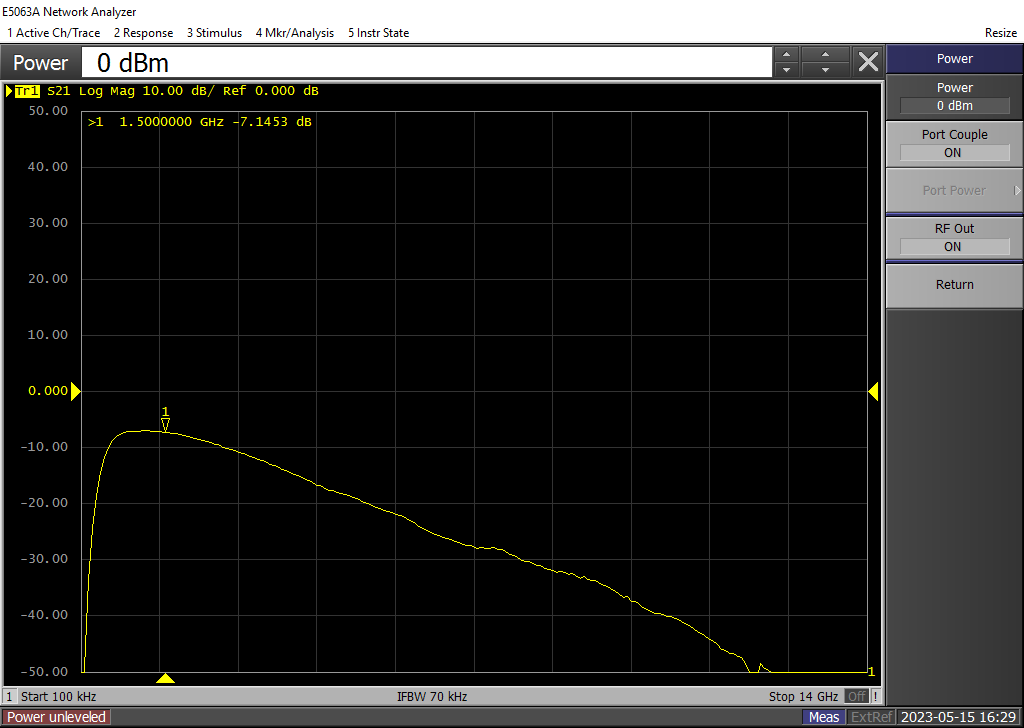 E5063A Network Analyzer
1 Active Ch/Trace 2 Response 3 Stimulus 4 Mkr/Analysis 5 Instr State Resize
Power 0 dBm
Power
Tr1 S21 Log Mag 10.00 dB/ Ref 0.000 dB
>1 1.5000000 GHz -7.1453 dB
50.00
40.00
30.00
20.00
10.00
0.000
-10.00
-20.00
-30.00
-40.00
-50.00
1
1
Power
0 dBm
Port Couple
ON
Port Power
RF Out
ON
Return
1 Start 100 kHz IFBW 70 kHz Stop 14 GHz Off !
Power unleveled Meas ExtRef 2023-05-15 16:29